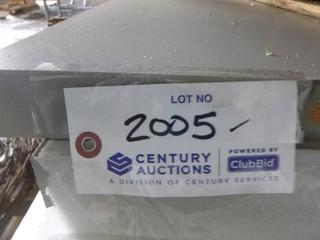 LOT NO
2005-
CENTURY AUCTIONS
POWERED BY
ClubBid
A DIVISION OF CENTURY SERVICES